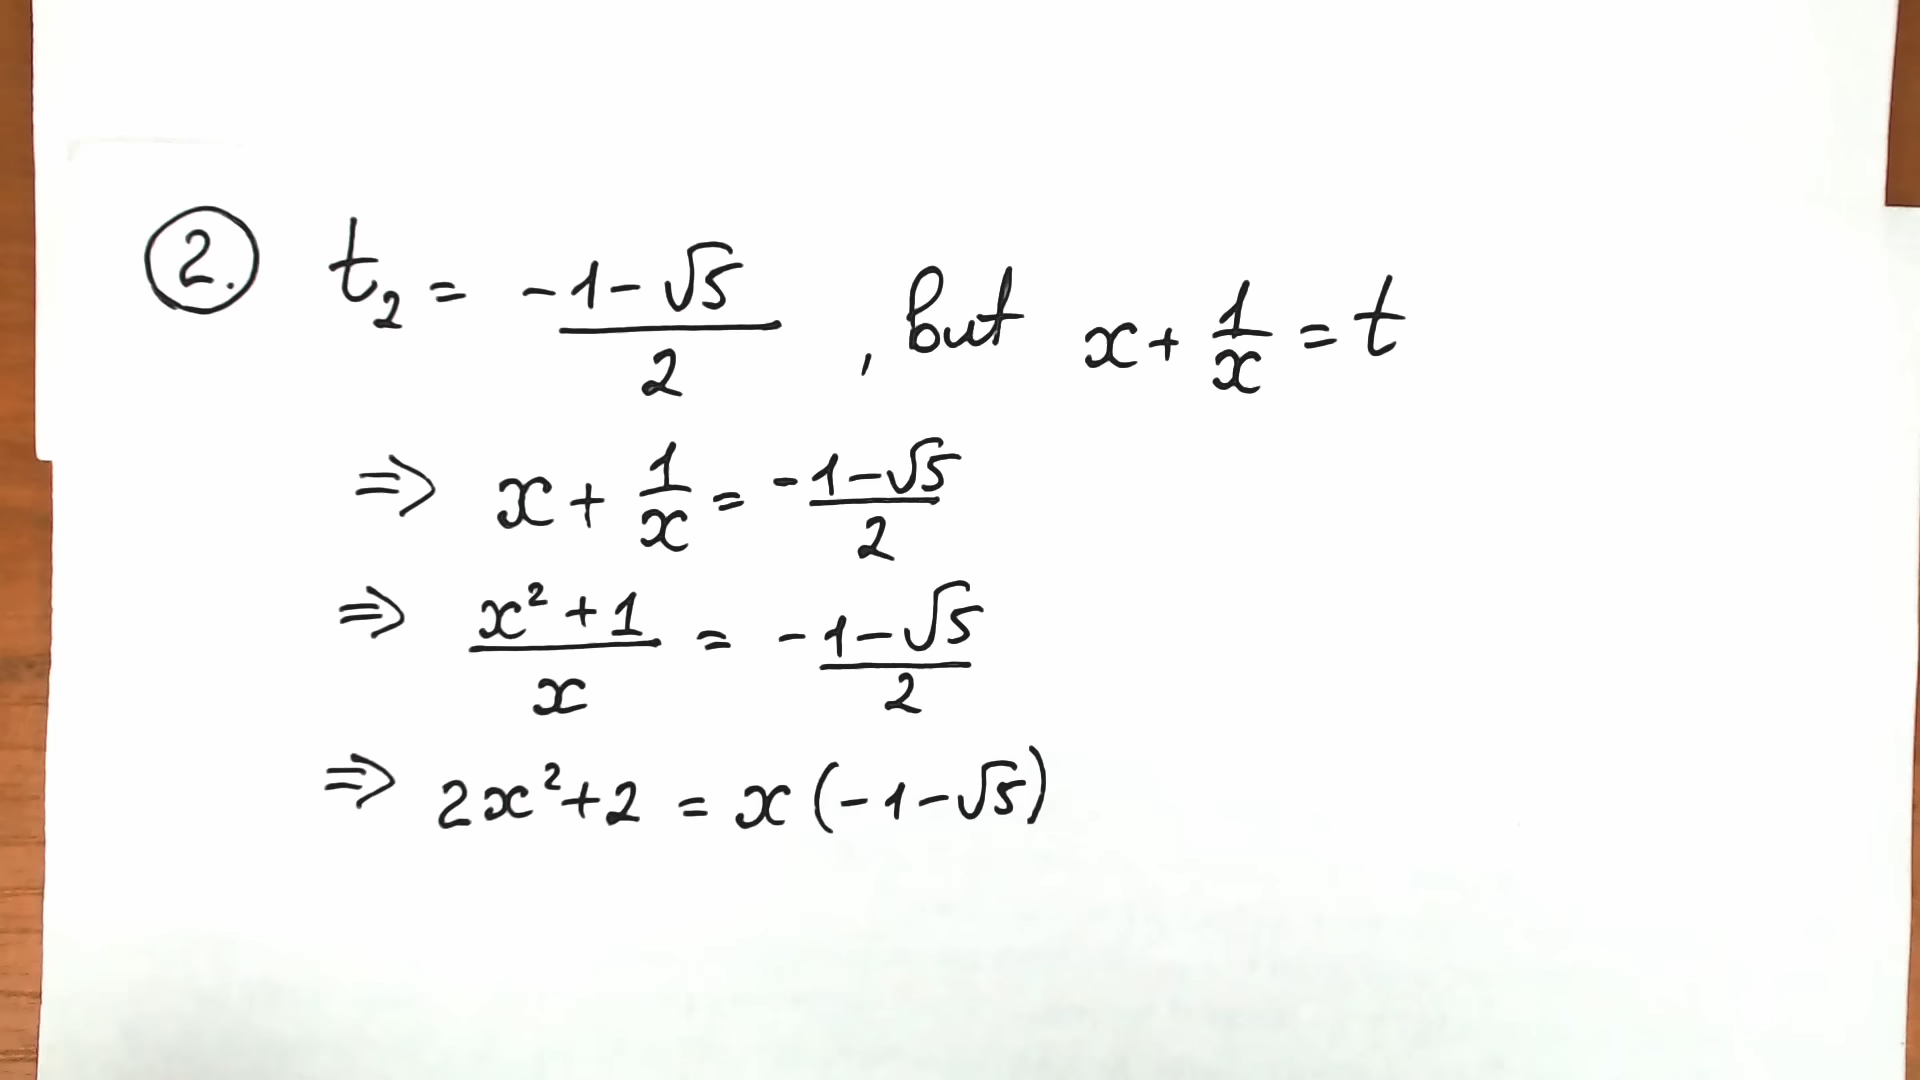 2. t₂ = (-1-√5)/2 , but x + 1/x = t
⇒ x + 1/x = (-1-√5)/2
⇒ (x² + 1)/x = (-1-√5)/2
⇒ 2x² + 2 = x(-1-√5)